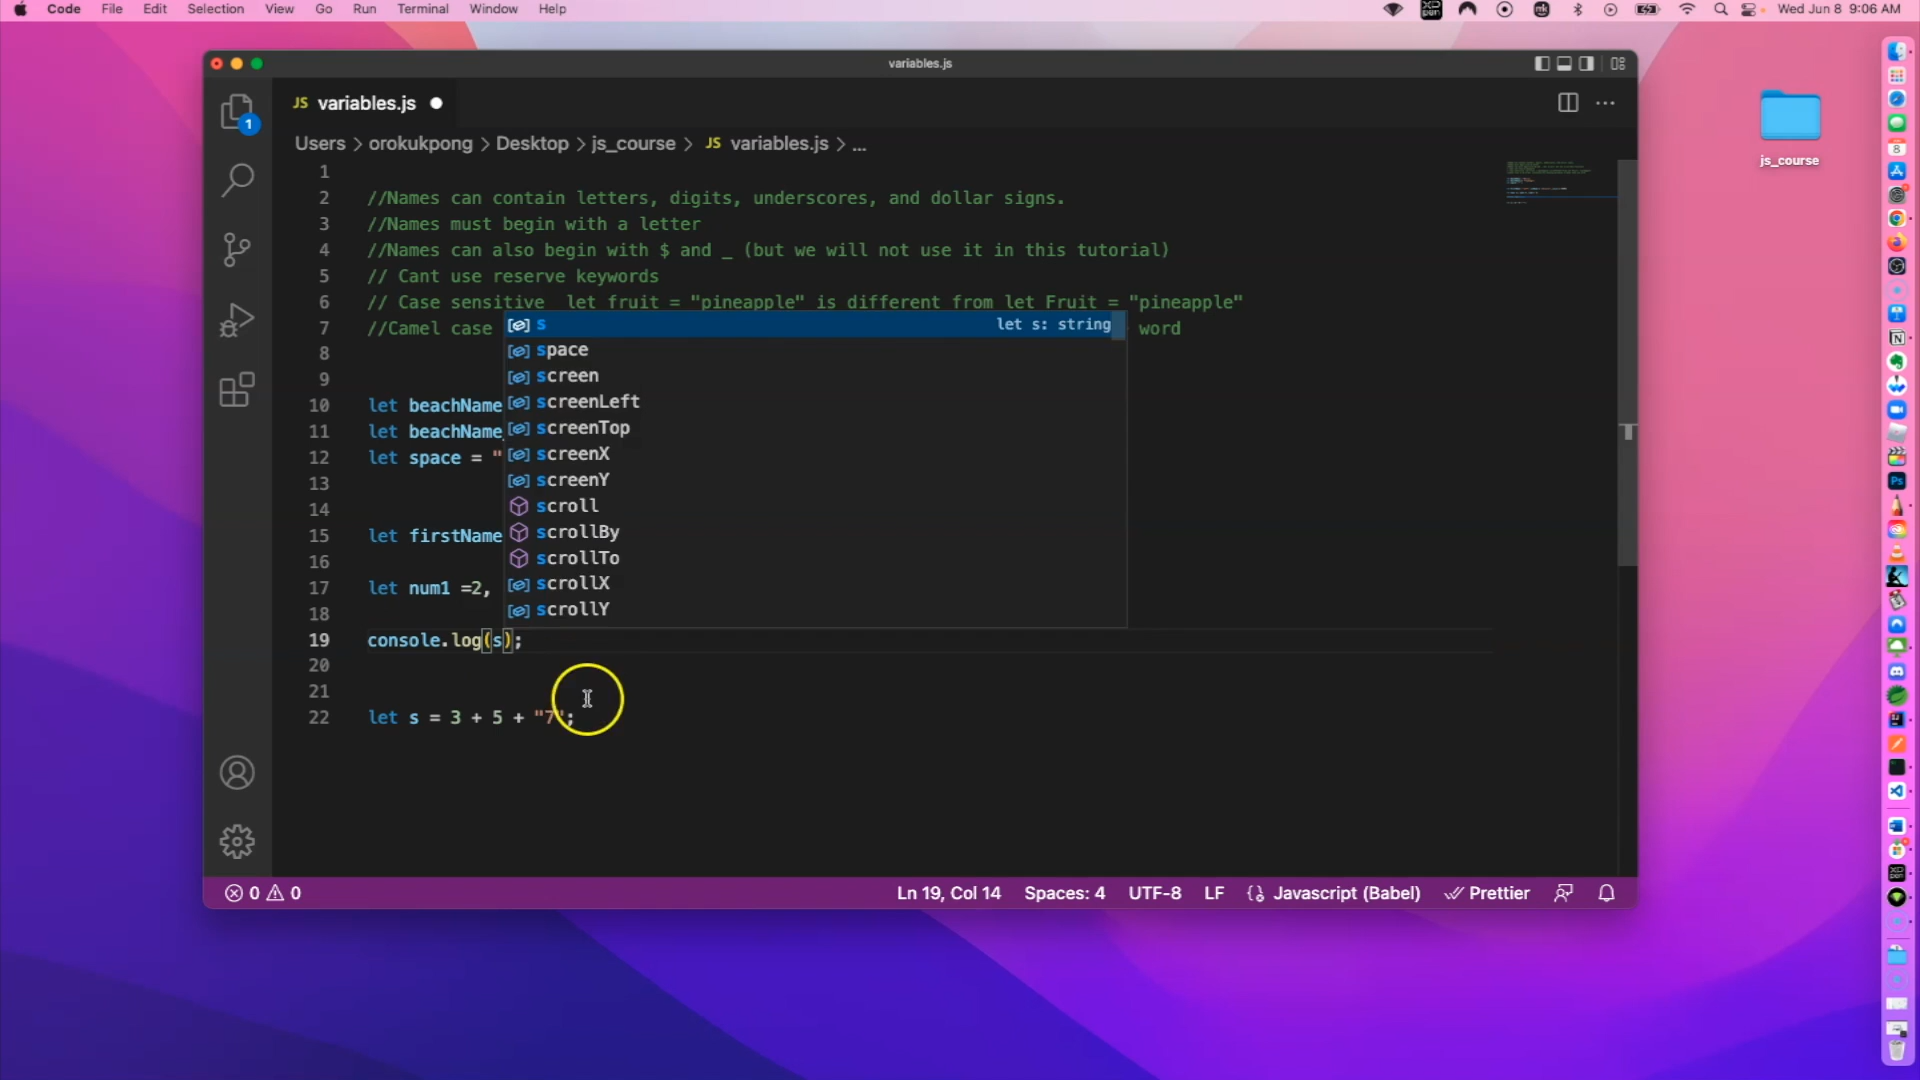 Code File Edit Selection View Go Run Terminal Window Help
Wed Jun 8 9:06 AM
variables.js
JS variables.js
1
Users > orokukpong > Desktop > js_course > JS variables.js > ...
js_course
1
2 //Names can contain letters, digits, underscores, and dollar signs.
3 //Names must begin with a letter
4 //Names can also begin with $ and _ (but we will not use it in this tutorial)
5 // Cant use reserve keywords
6 // Case sensitive let fruit = "pineapple" is different from let Fruit = "pineapple"
7 //Camel case word
s let s: string
8
space
9
screen
10 let beachName
screenLeft
11 let beachName_
screenTop
12 let space = "
screenX
13
screenY
14
scroll
15 let firstName
scrollBy
16
scrollTo
17 let num1 =2,
scrollX
18
scrollY
19 console.log(s);
20
21
22 let s = 3 + 5 + "7";
0 0 Ln 19, Col 14 Spaces: 4 UTF-8 LF Javascript (Babel) Prettier